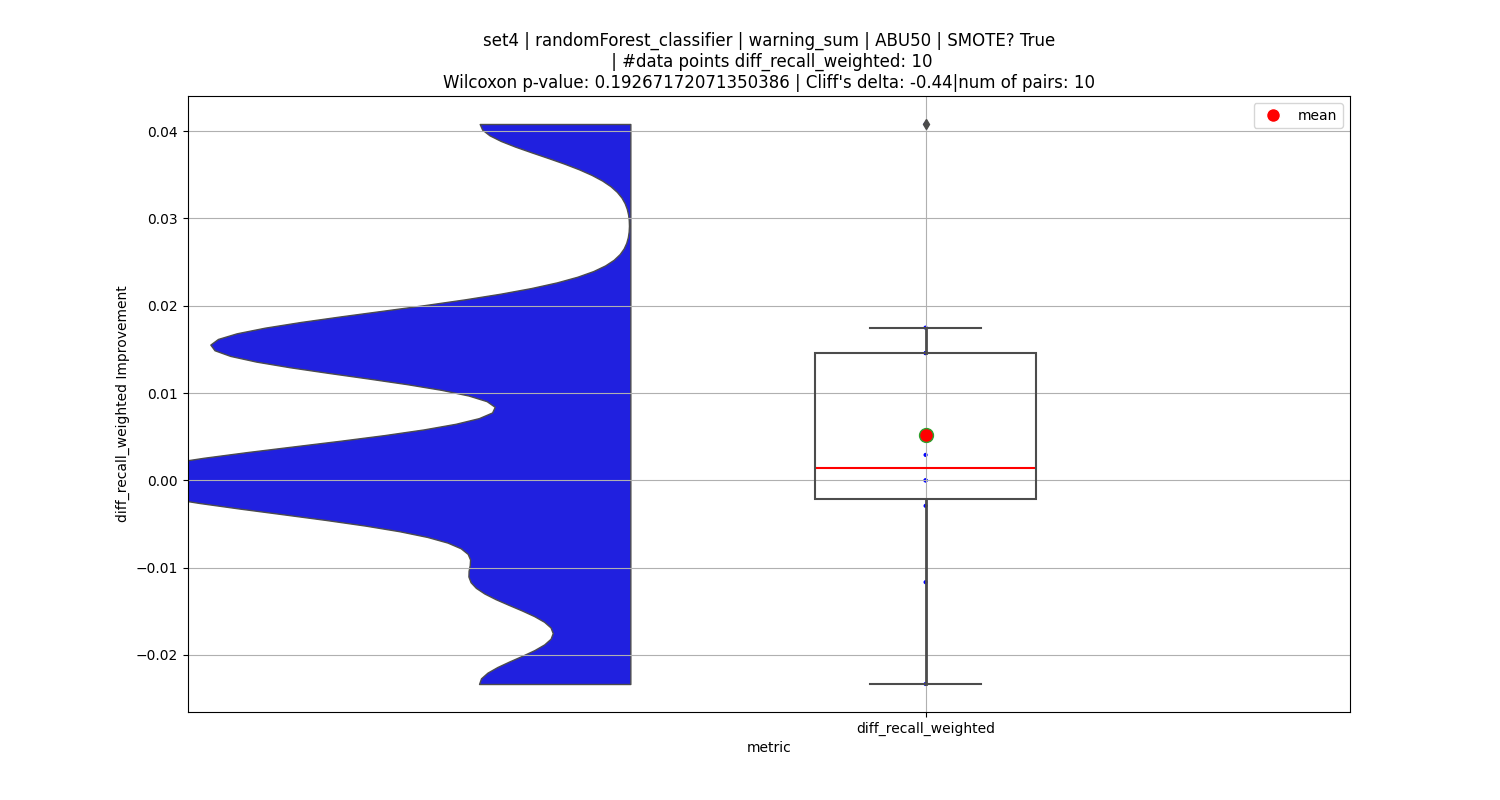 set4 | randomForest_classifier | warning_sum | ABU50 | SMOTE? True
| #data points diff_recall_weighted: 10
Wilcoxon p-value: 0.19267172071350386 | Cliff's delta: -0.44|num of pairs: 10
mean
0.04
0.03
0.02
0.01
0.00
−0.01
−0.02
diff_recall_weighted Improvement
diff_recall_weighted
metric